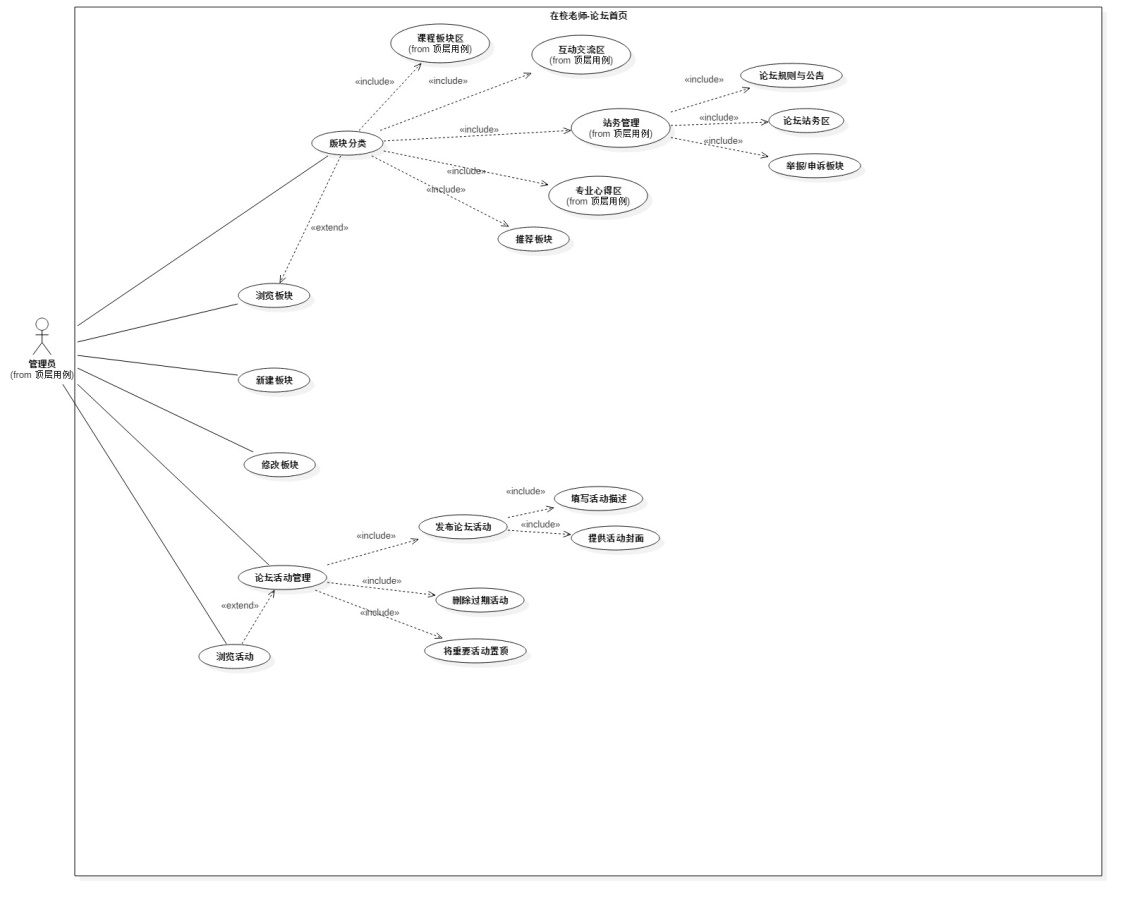 在栈老师-论坛首页
课程板块区
(from 顶层用例)
互动交流区
(from 顶层用例)
«include»
«include»
«include»
论坛规则与公告
站务管理
(from 顶层用例)
«include»
论坛站务区
«include»
版块分类
«include»
举报/申诉板块
«include»
专业心得区
(from 顶层用例)
«include»
推荐板块
«extend»
浏览板块
管理员
(from 顶层用例)
新建板块
修改板块
«include»
填写活动描述
发布论坛活动
«include»
提供活动封面
«include»
论坛活动管理
«include»
删除过期活动
«extend»
«include»
将重要活动置顶
浏览活动